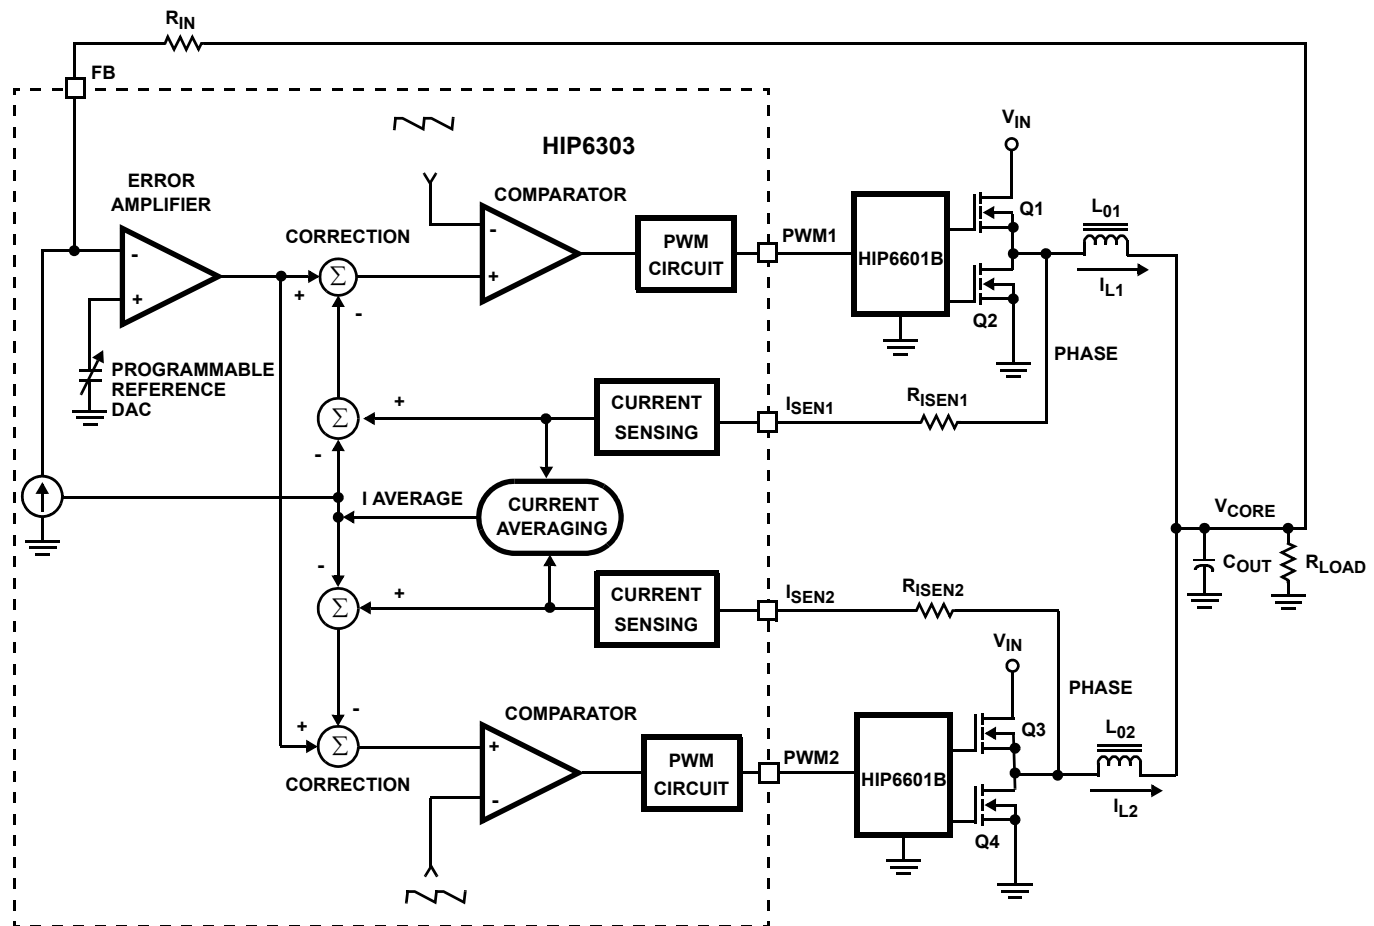 RIN
FB
HIP6303
VIN
ERROR
AMPLIFIER
COMPARATOR
CORRECTION
-
+
+
-
-
+
Σ
PWM
CIRCUIT
PWM1
HIP6601B
Q1
Q2
L01
IL1
PHASE
PROGRAMMABLE
REFERENCE
DAC
Σ
+
-
CURRENT
SENSING
ISEN1
RISEN1
I AVERAGE
CURRENT
AVERAGING
VCORE
COUT
RLOAD
-
Σ
+
CURRENT
SENSING
ISEN2
RISEN2
VIN
PHASE
-
+
Σ
CORRECTION
COMPARATOR
+
-
PWM
CIRCUIT
PWM2
HIP6601B
Q3
Q4
L02
IL2